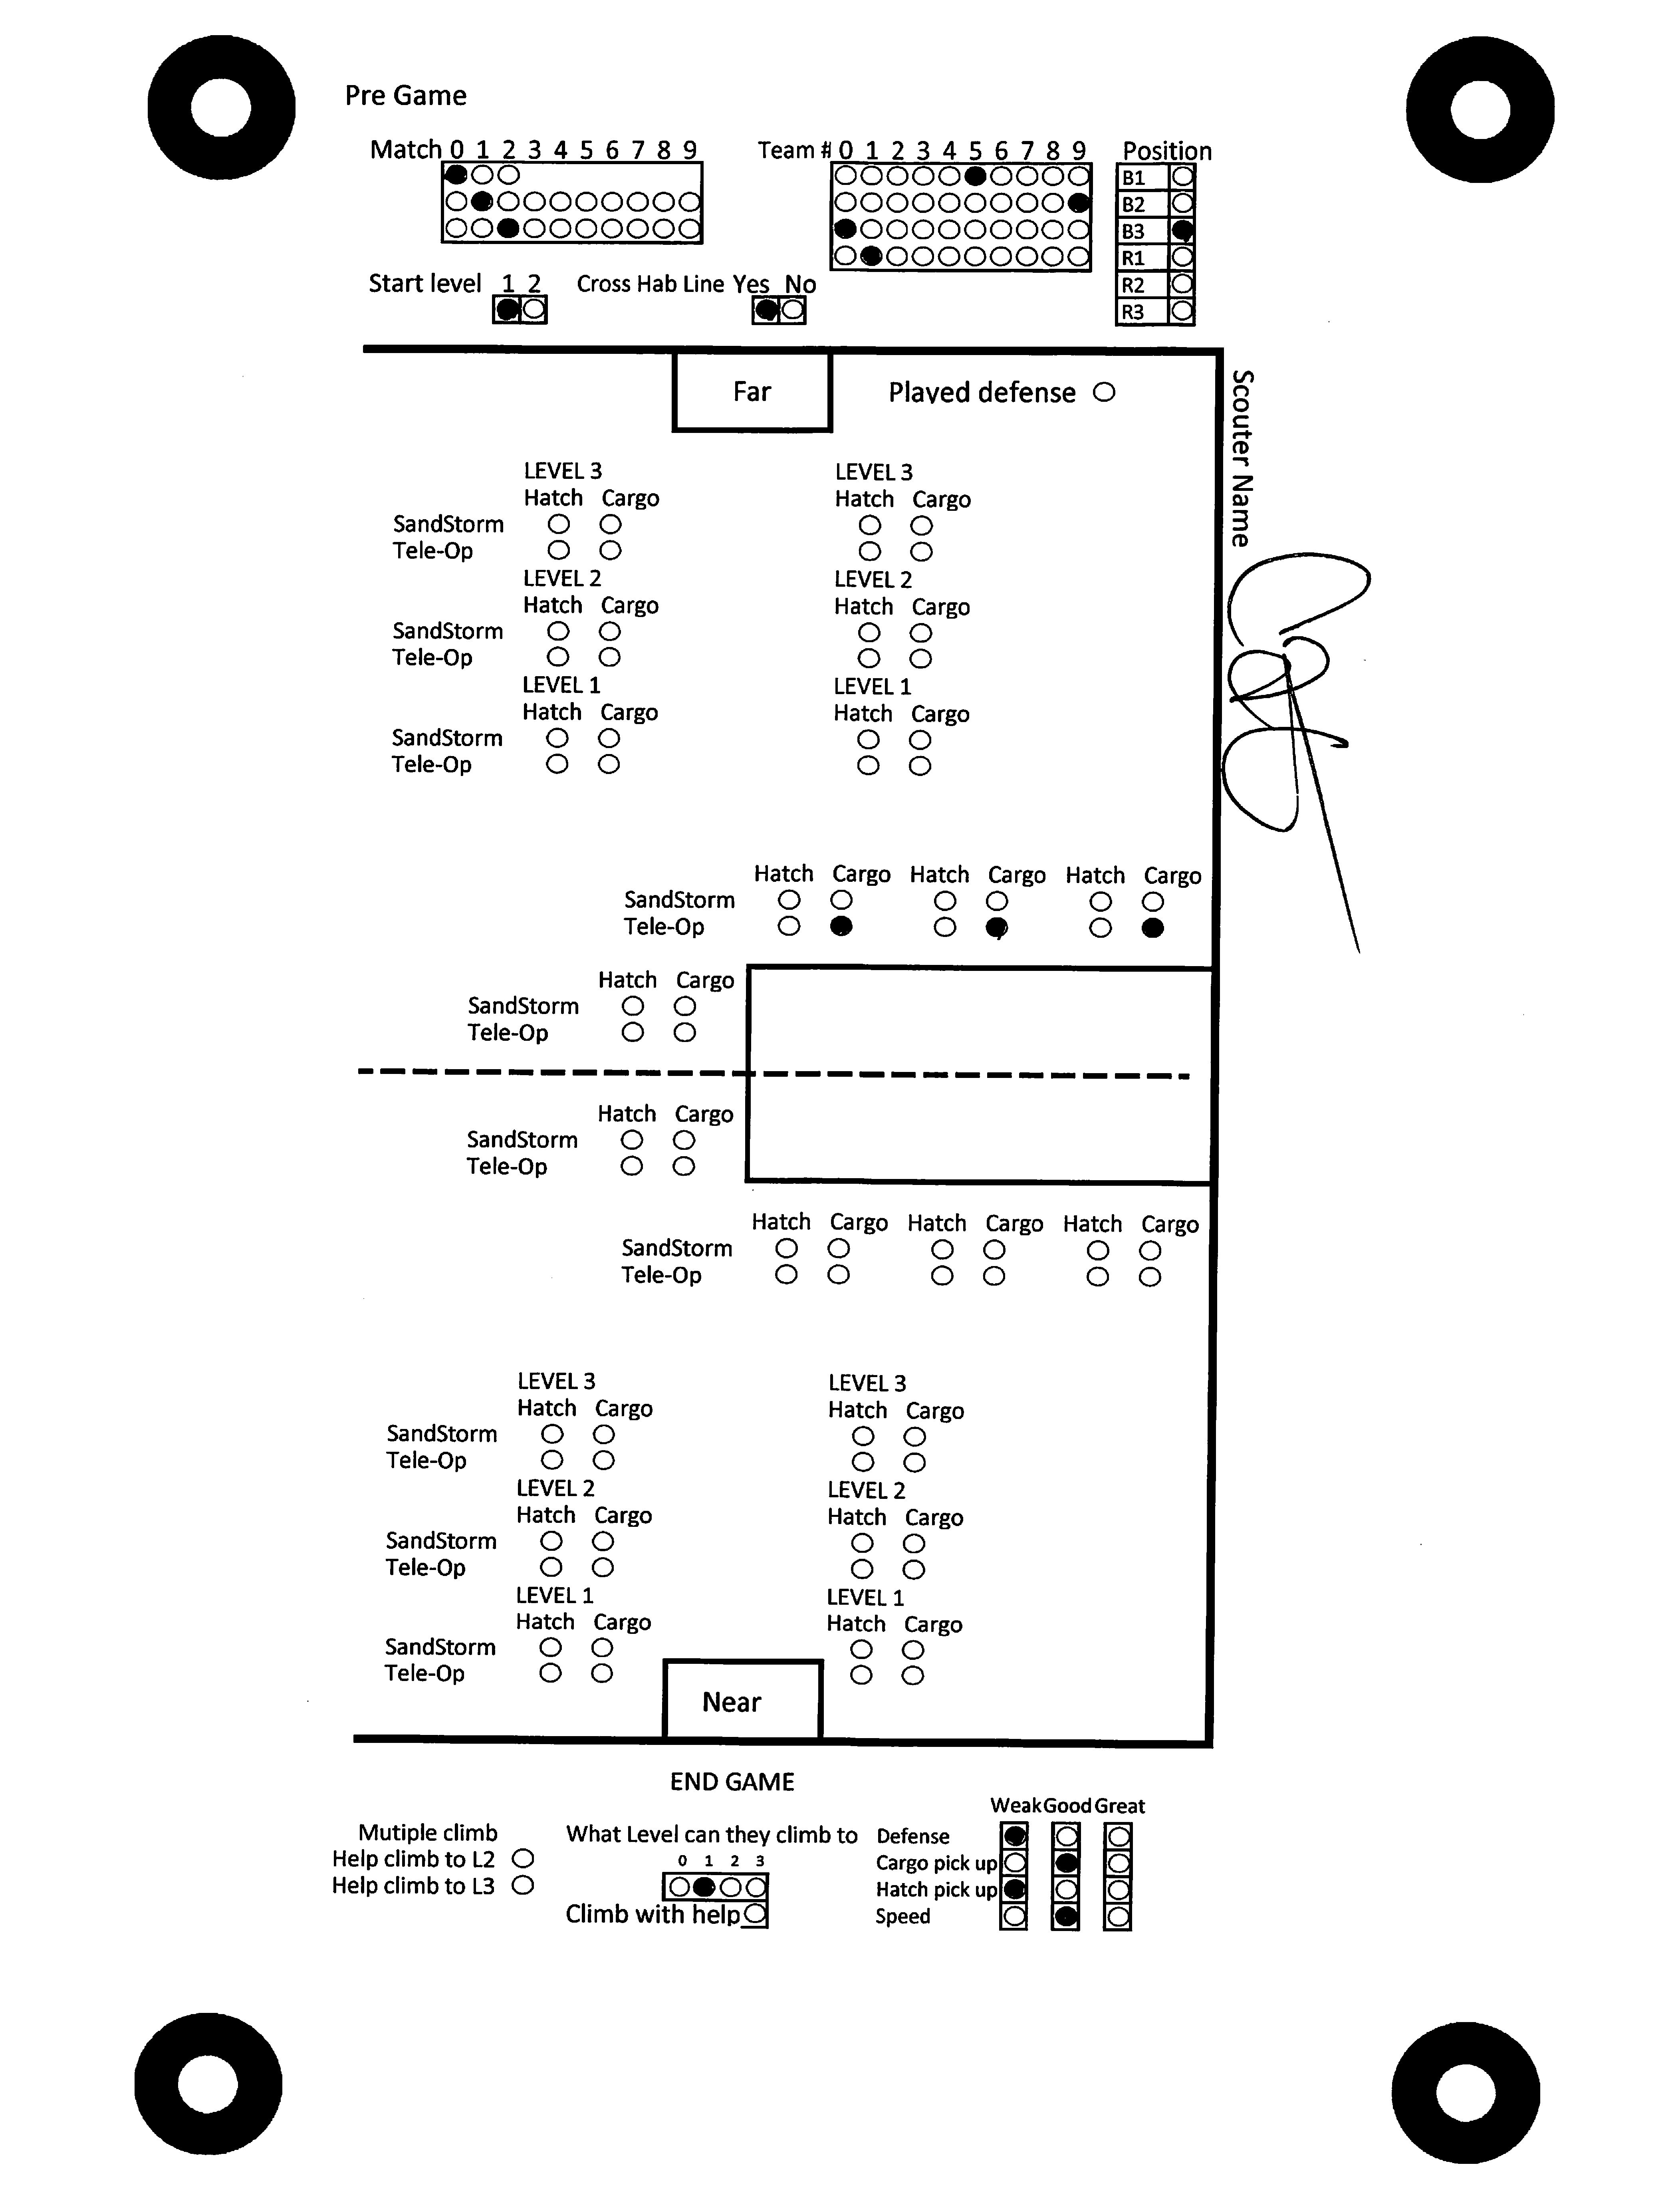 Pre Game
Match 0 1 2 3 4 5 6 7 8 9
Team # 0 1 2 3 4 5 6 7 8 9
Position
B1
B2
B3
R1
R2
R3
Start level 1 2
Cross Hab Line Yes No
Far
Played defense
Scouter Name
LEVEL 3 LEVEL 3
Hatch Cargo Hatch Cargo
SandStorm
Tele-Op
LEVEL 2 LEVEL 2
Hatch Cargo Hatch Cargo
SandStorm
Tele-Op
LEVEL 1 LEVEL 1
Hatch Cargo Hatch Cargo
SandStorm
Tele-Op
Hatch Cargo Hatch Cargo Hatch Cargo
SandStorm
Tele-Op
Hatch Cargo
SandStorm
Tele-Op
Hatch Cargo
SandStorm
Tele-Op
Hatch Cargo Hatch Cargo Hatch Cargo
SandStorm
Tele-Op
LEVEL 3 LEVEL 3
Hatch Cargo Hatch Cargo
SandStorm
Tele-Op
LEVEL 2 LEVEL 2
Hatch Cargo Hatch Cargo
SandStorm
Tele-Op
LEVEL 1 LEVEL 1
Hatch Cargo Hatch Cargo
SandStorm
Tele-Op
Near
END GAME
Mutiple climb
Help climb to L2
Help climb to L3
What Level can they climb to
0 1 2 3
Climb with help
Weak Good Great
Defense
Cargo pick up
Hatch pick up
Speed